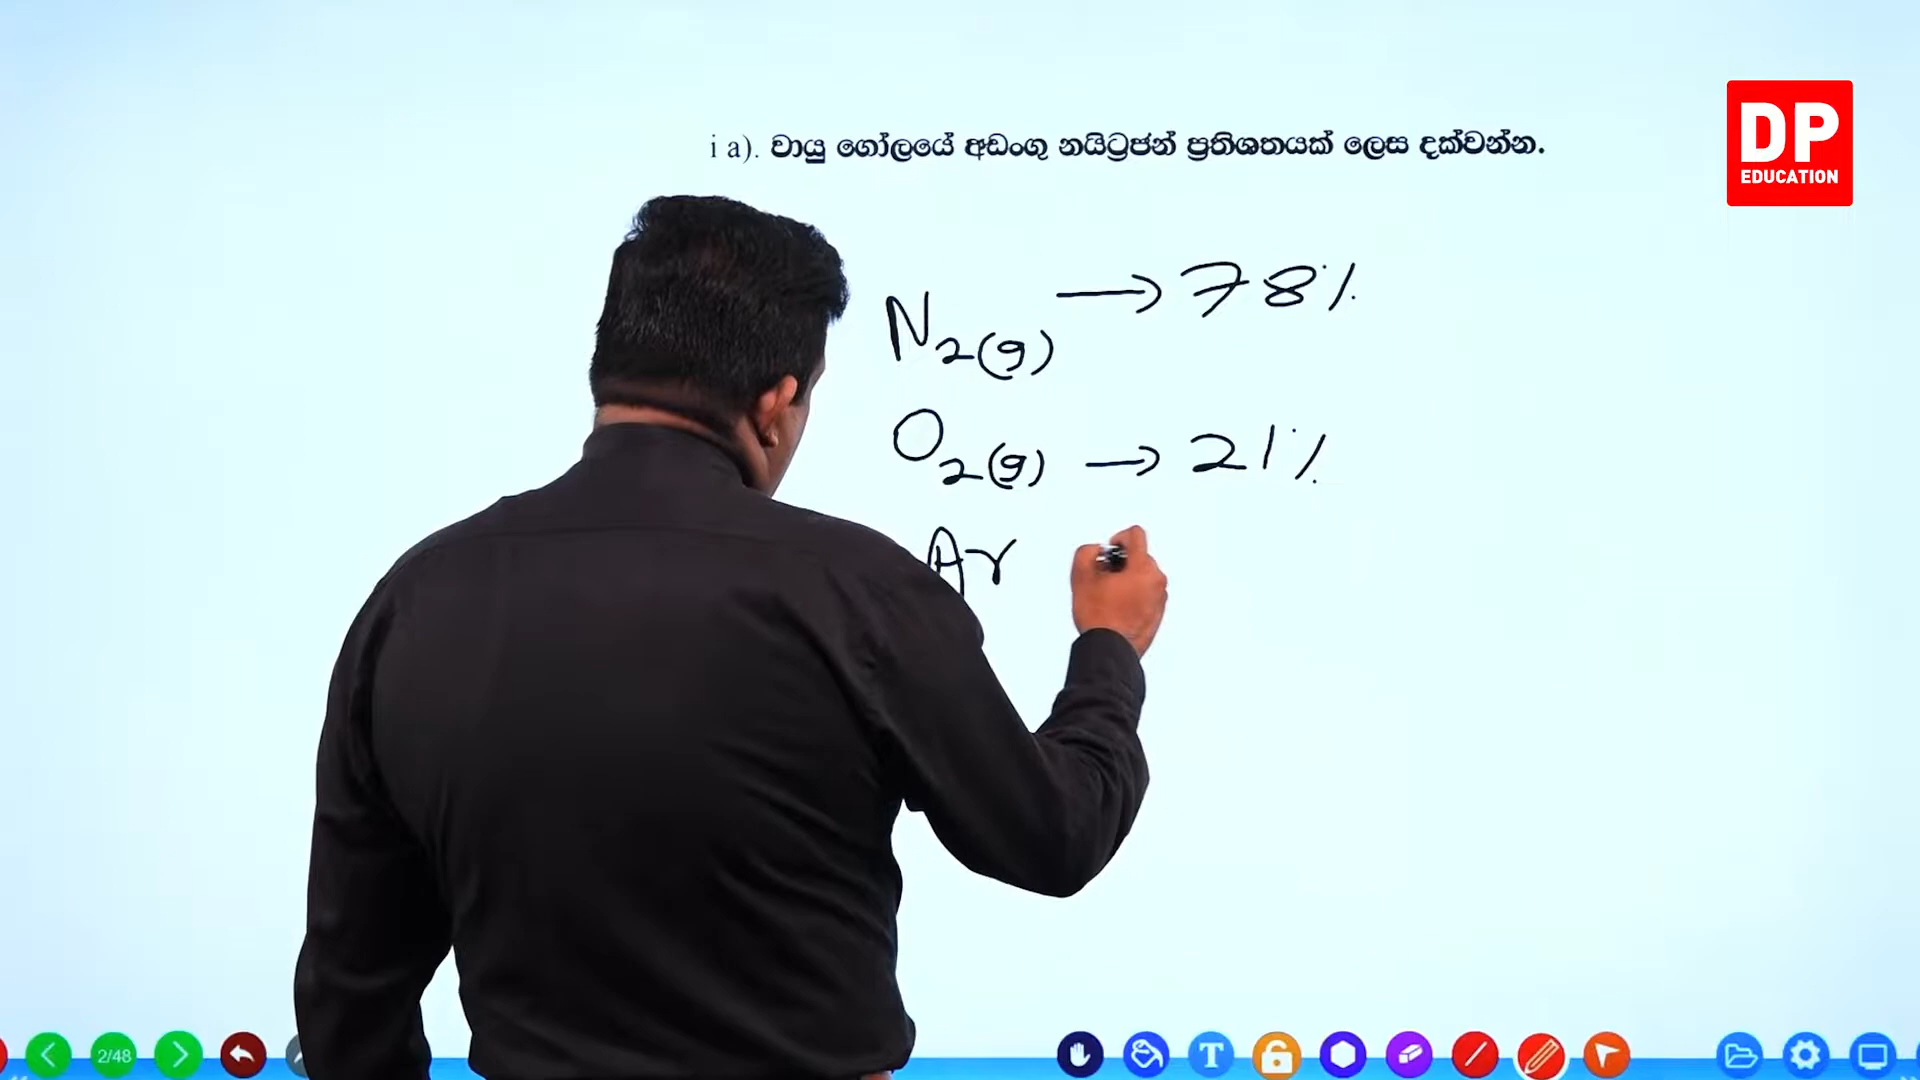 DP
EDUCATION
i a). වායු ගෝලයේ අඩංගු නයිට්‍රජන් ප්‍රතිශතයක් ලෙස දක්වන්න.
N2(g) → 78%
O2(g) → 21%
Ar
2/48
T